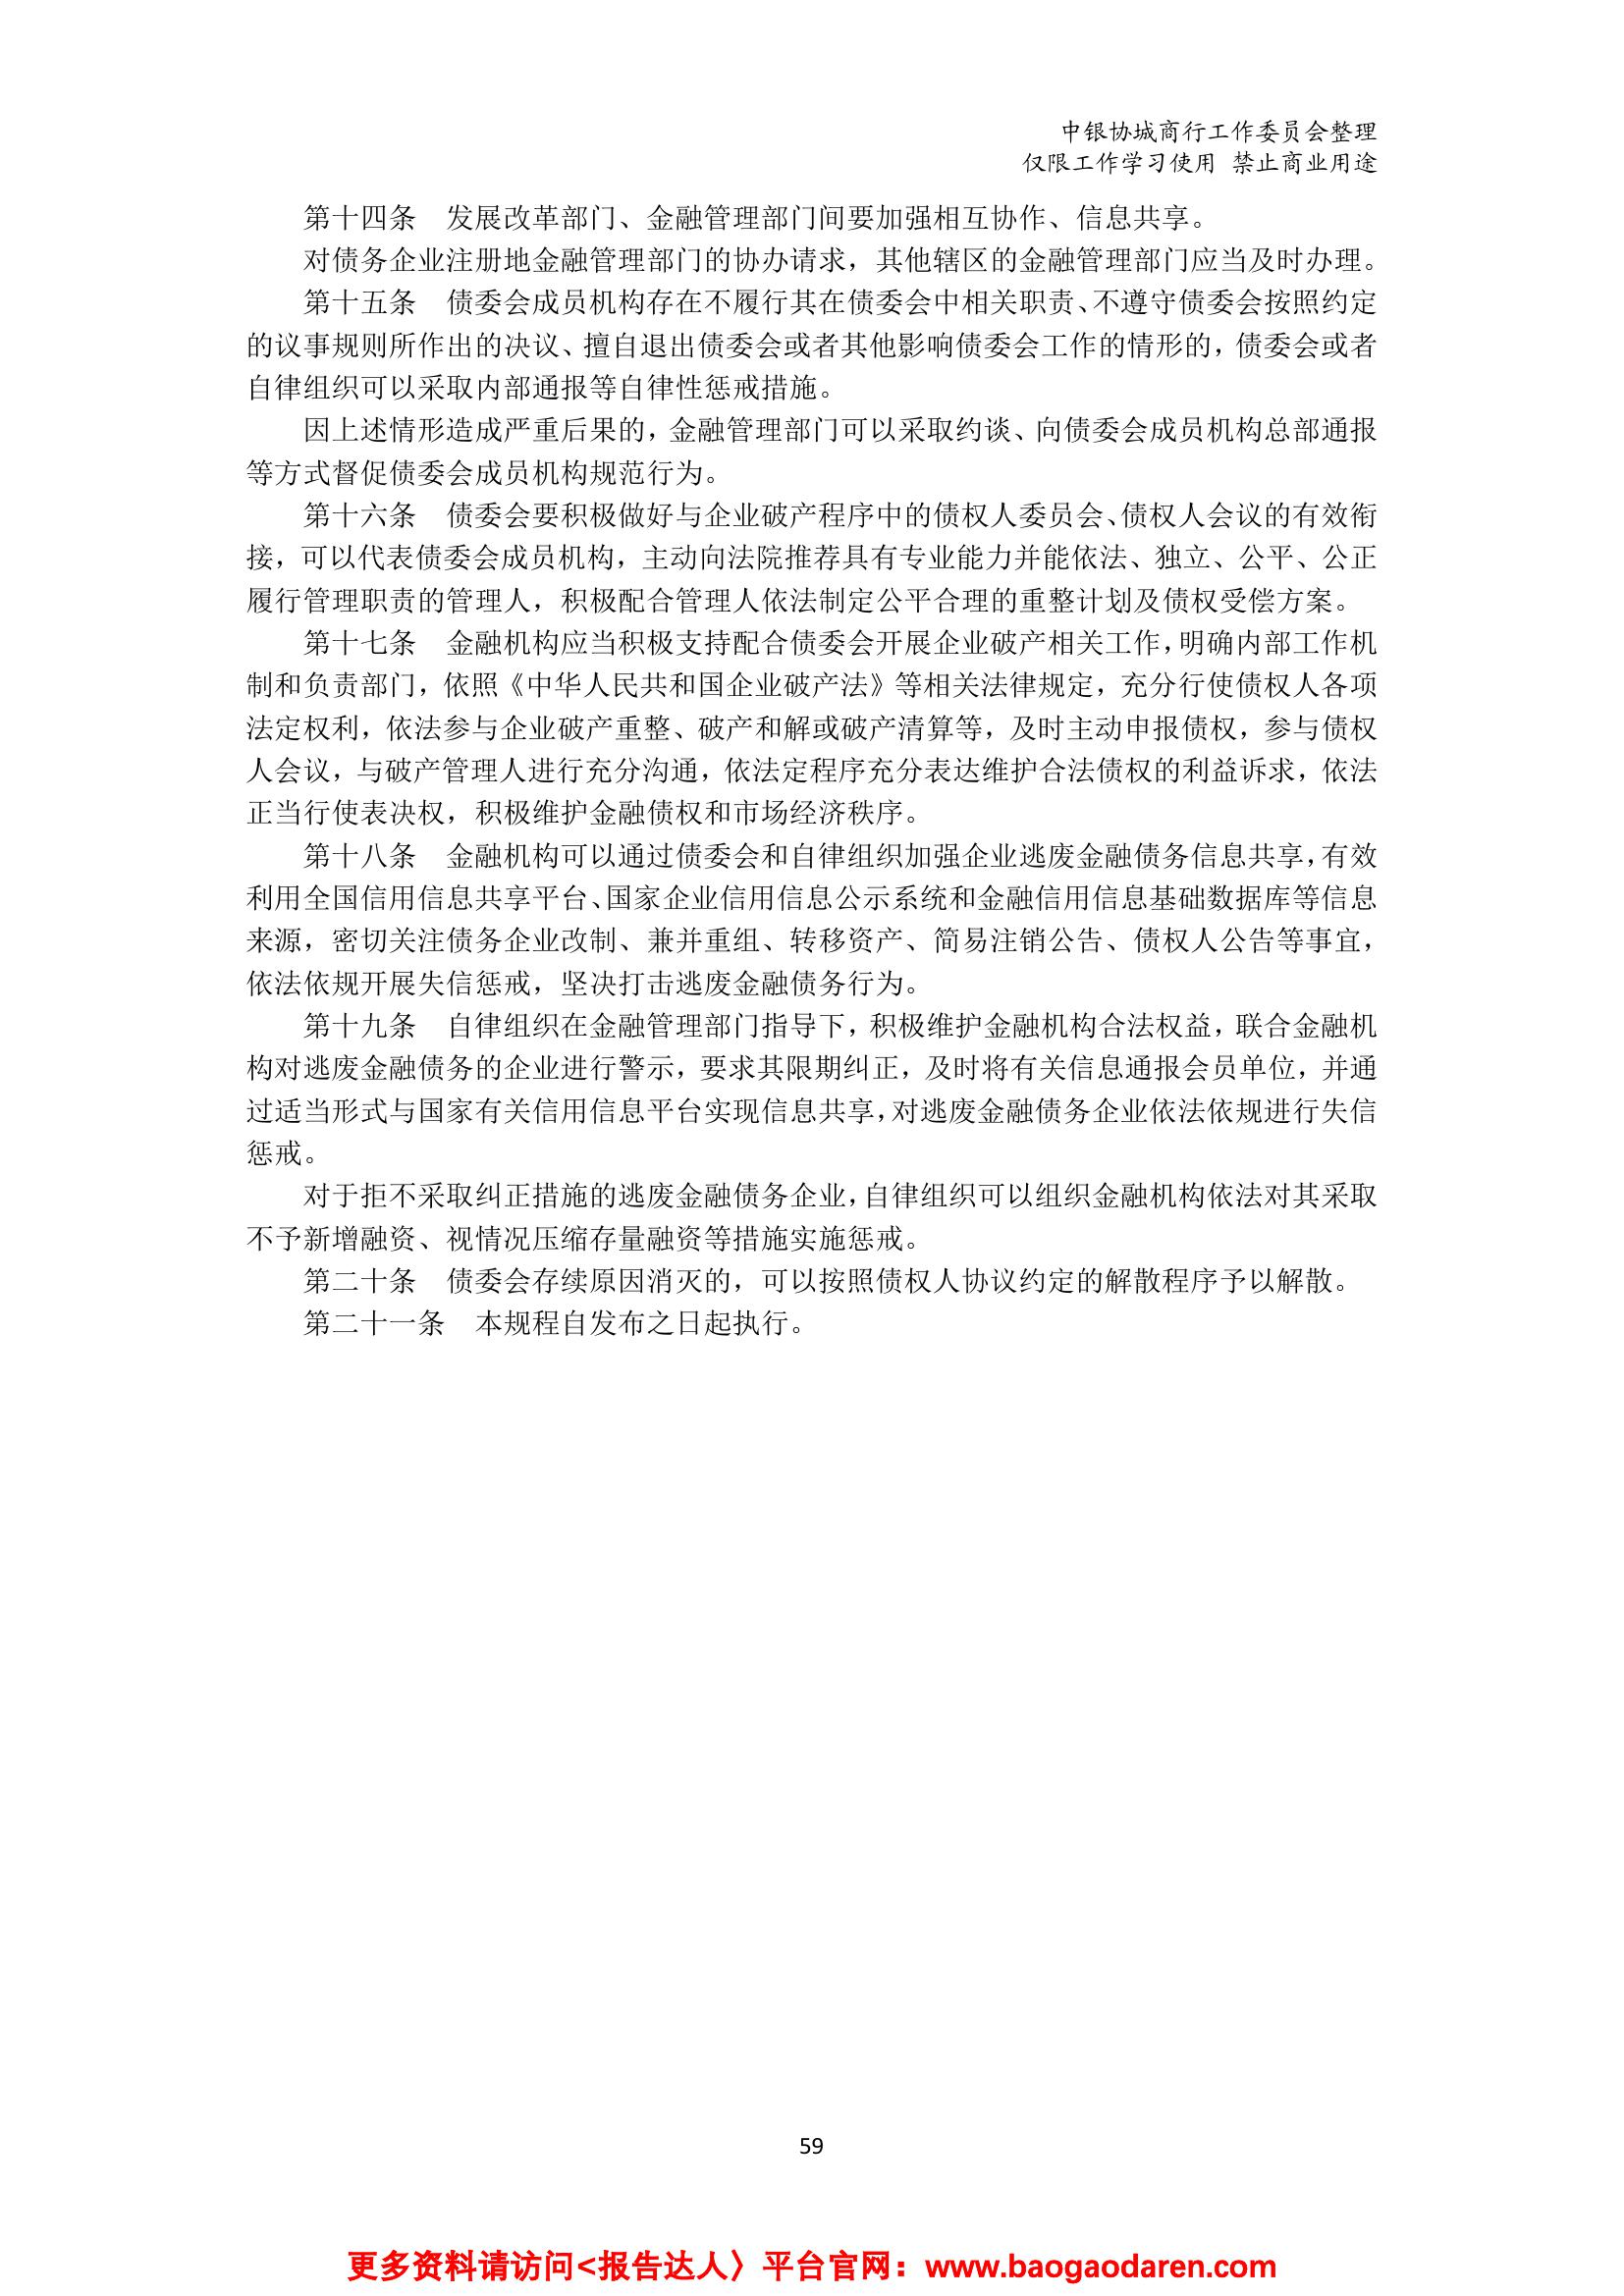 中银协城商行工作委员会整理
仅限工作学习使用 禁止商业用途
第十四条　发展改革部门、金融管理部门间要加强相互协作、信息共享。
对债务企业注册地金融管理部门的协办请求，其他辖区的金融管理部门应当及时办理。
第十五条　债委会成员机构存在不履行其在债委会中相关职责、不遵守债委会按照约定
的议事规则所作出的决议、擅自退出债委会或者其他影响债委会工作的情形的，债委会或者
自律组织可以采取内部通报等自律性惩戒措施。
因上述情形造成严重后果的，金融管理部门可以采取约谈、向债委会成员机构总部通报
等方式督促债委会成员机构规范行为。
第十六条　债委会要积极做好与企业破产程序中的债权人委员会、债权人会议的有效衔
接，可以代表债委会成员机构，主动向法院推荐具有专业能力并能依法、独立、公平、公正
履行管理职责的管理人，积极配合管理人依法制定公平合理的重整计划及债权受偿方案。
第十七条　金融机构应当积极支持配合债委会开展企业破产相关工作，明确内部工作机
制和负责部门，依照《中华人民共和国企业破产法》等相关法律规定，充分行使债权人各项
法定权利，依法参与企业破产重整、破产和解或破产清算等，及时主动申报债权，参与债权
人会议，与破产管理人进行充分沟通，依法定程序充分表达维护合法债权的利益诉求，依法
正当行使表决权，积极维护金融债权和市场经济秩序。
第十八条　金融机构可以通过债委会和自律组织加强企业逃废金融债务信息共享，有效
利用全国信用信息共享平台、国家企业信用信息公示系统和金融信用信息基础数据库等信息
来源，密切关注债务企业改制、兼并重组、转移资产、简易注销公告、债权人公告等事宜，
依法依规开展失信惩戒，坚决打击逃废金融债务行为。
第十九条　自律组织在金融管理部门指导下，积极维护金融机构合法权益，联合金融机
构对逃废金融债务的企业进行警示，要求其限期纠正，及时将有关信息通报会员单位，并通
过适当形式与国家有关信用信息平台实现信息共享，对逃废金融债务企业依法依规进行失信
惩戒。
对于拒不采取纠正措施的逃废金融债务企业，自律组织可以组织金融机构依法对其采取
不予新增融资、视情况压缩存量融资等措施实施惩戒。
第二十条　债委会存续原因消灭的，可以按照债权人协议约定的解散程序予以解散。
第二十一条　本规程自发布之日起执行。
59
更多资料请访问<报告达人〉平台官网：www.baogaodaren.com